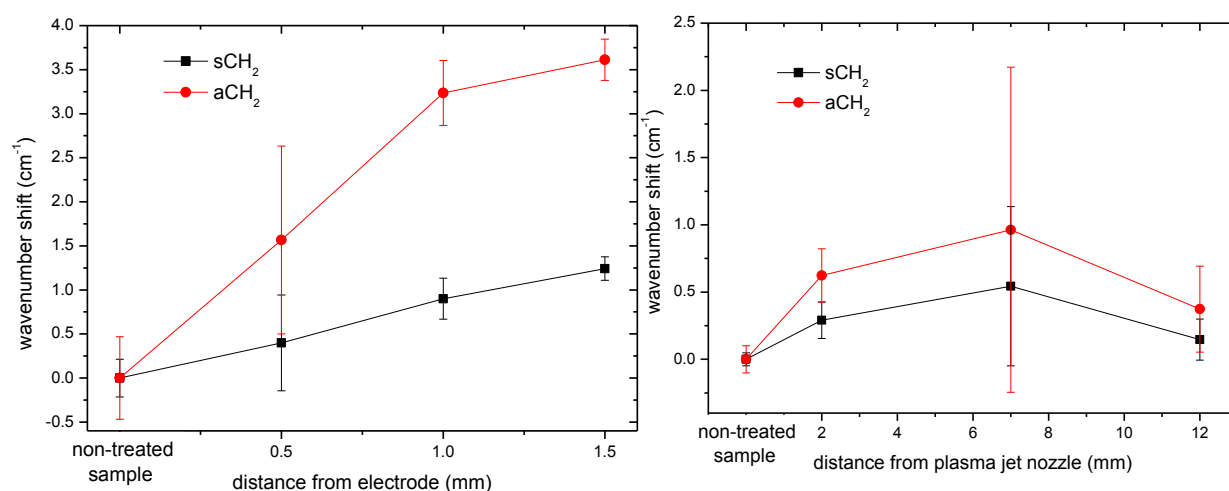 4.0
3.5
3.0
2.5
2.0
1.5
1.0
0.5
0.0
-0.5
wavenumber shift (cm⁻¹)
sCH₂
aCH₂
non-treated
sample
0.5
1.0
1.5
distance from electrode (mm)
2.5
2.0
1.5
1.0
0.5
0.0
wavenumber shift (cm⁻¹)
sCH₂
aCH₂
non-treated
sample
2
4
6
8
10
12
distance from plasma jet nozzle (mm)